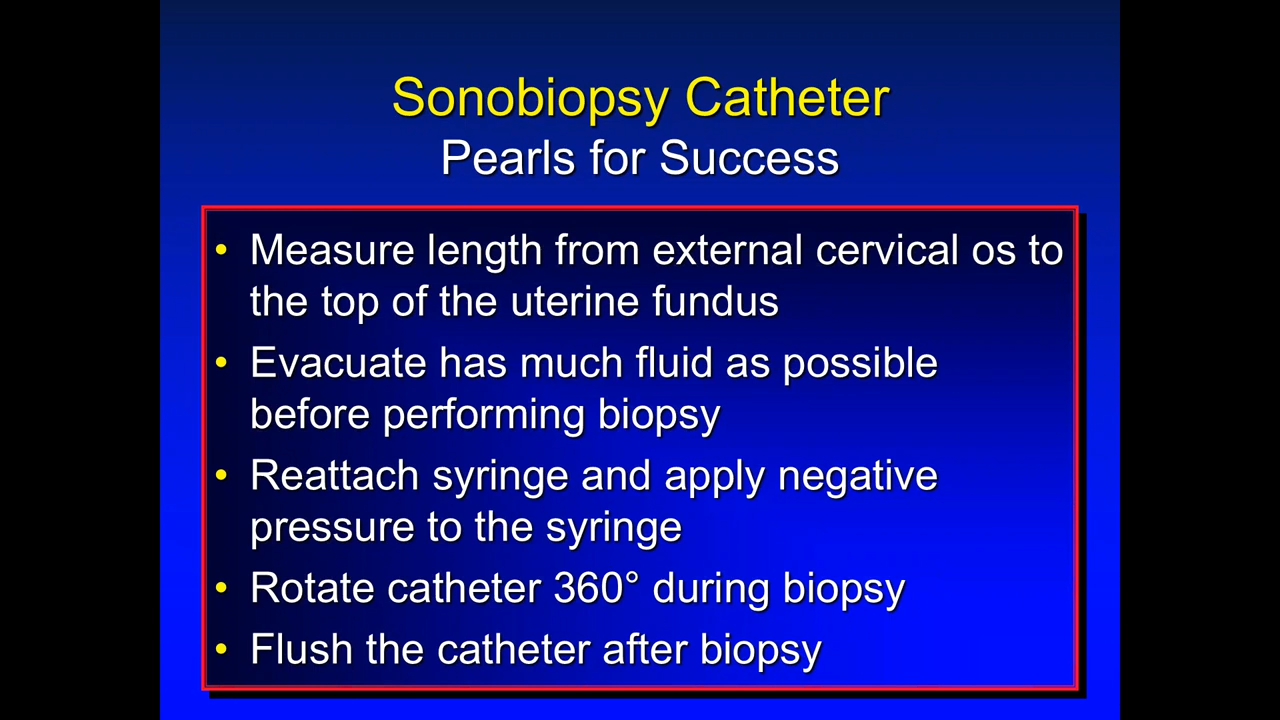 Sonobiopsy Catheter
Pearls for Success
• Measure length from external cervical os to
the top of the uterine fundus
• Evacuate has much fluid as possible
before performing biopsy
• Reattach syringe and apply negative
pressure to the syringe
• Rotate catheter 360° during biopsy
• Flush the catheter after biopsy